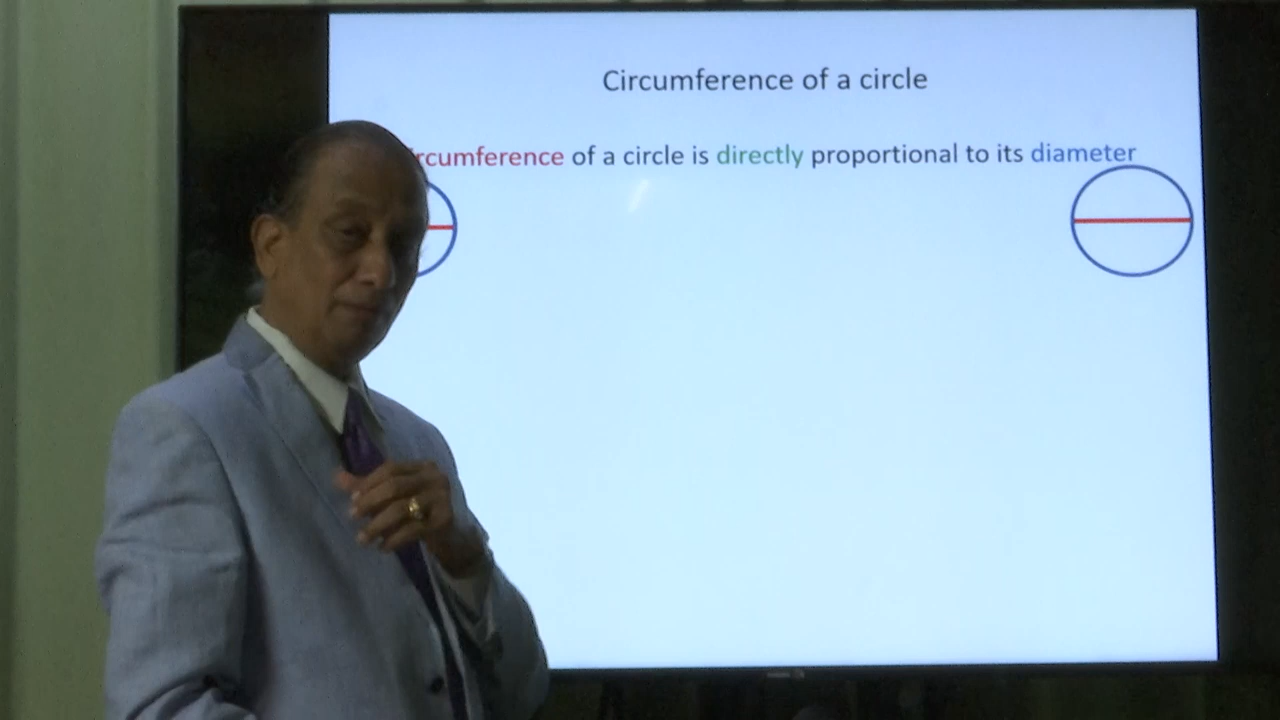 Circumference of a circle
rcumference of a circle is directly proportional to its diameter